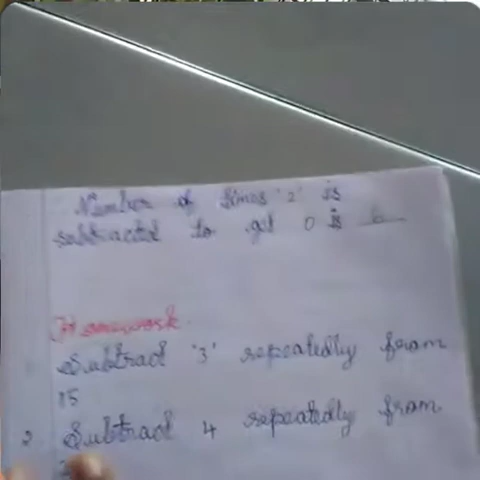 Number of times '2' is
subtracted to get 0 is 6
Homework.
Subtract '3' repeatedly from
15
2 Subtract 4 repeatedly from